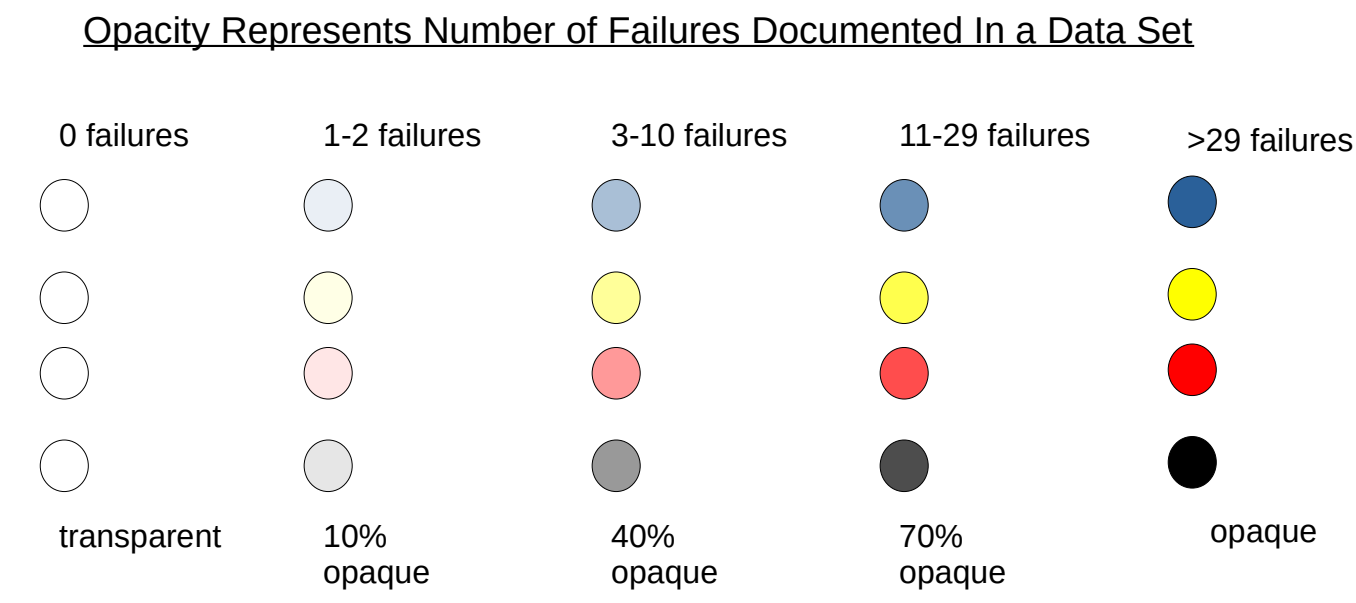 Opacity Represents Number of Failures Documented In a Data Set
0 failures
1-2 failures
3-10 failures
11-29 failures
>29 failures
transparent
10%
opaque
40%
opaque
70%
opaque
opaque